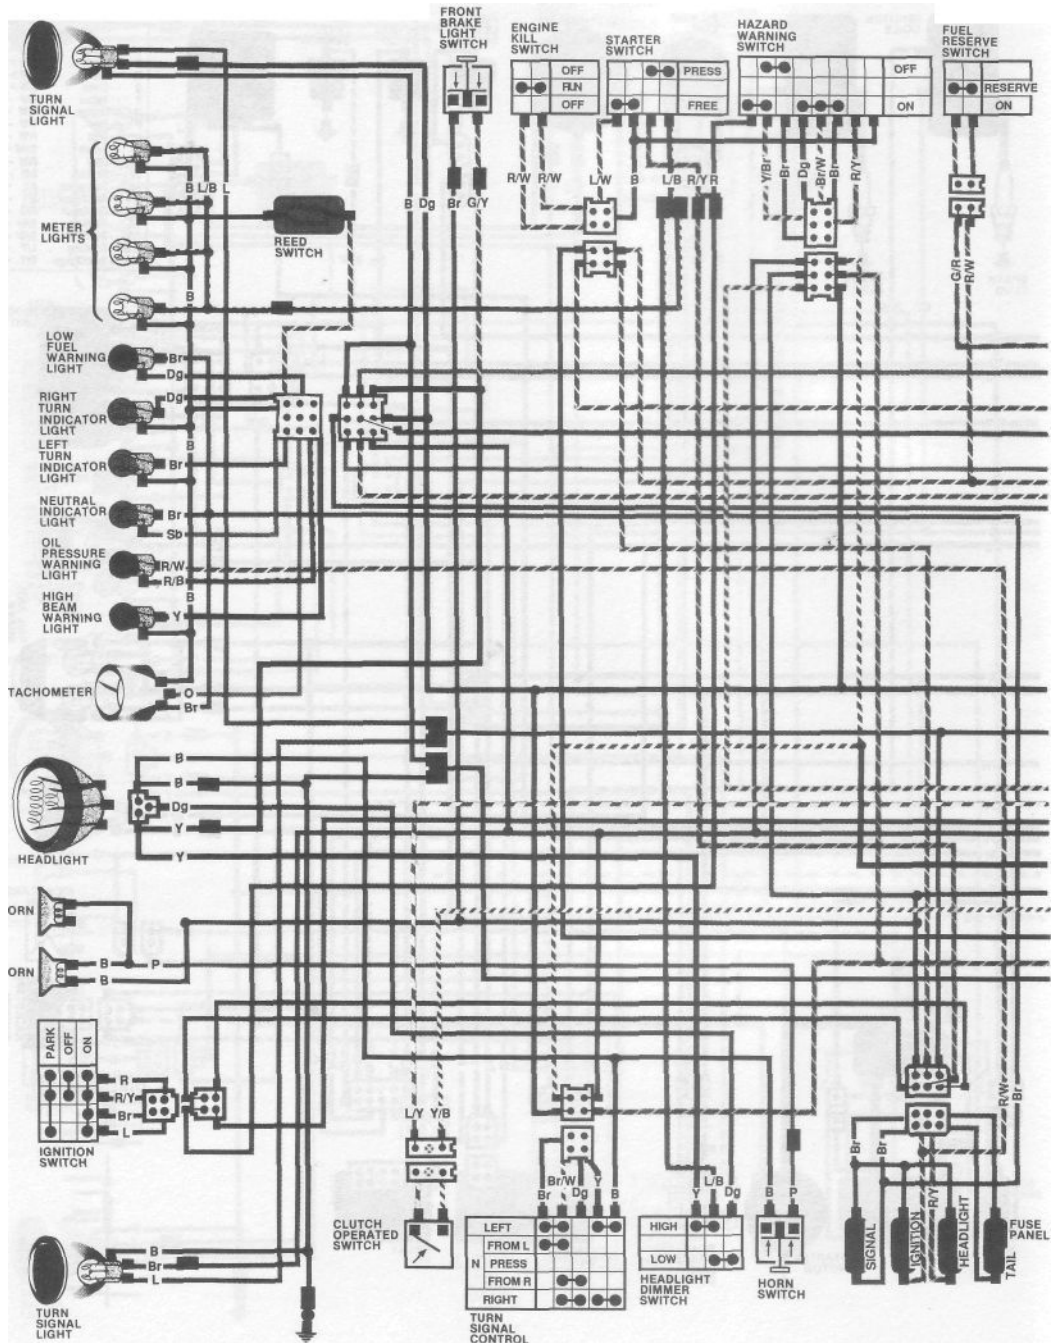 FRONT
BRAKE
LIGHT
SWITCH
ENGINE
KILL
SWITCH
OFF
RUN
OFF
STARTER
SWITCH
PRESS
FREE
HAZARD
WARNING
SWITCH
OFF
ON
FUEL
RESERVE
SWITCH
RESERVE
ON
TURN
SIGNAL
LIGHT
METER
LIGHTS
B L/B L
REED
SWITCH
B Dg
Br G/Y
R/W R/W
L/W B L/B R/Y R
Y/Br Br Dg Br/W Br R/Y
G/R R/W
B
LOW
FUEL
WARNING
LIGHT
Br
Dg
RIGHT
TURN
INDICATOR
LIGHT
Dg
B
LEFT
TURN
INDICATOR
LIGHT
Br
NEUTRAL
INDICATOR
LIGHT
Br
Sb
OIL
PRESSURE
WARNING
LIGHT
R/W
R/B
B
HIGH
BEAM
WARNING
LIGHT
Y
TACHOMETER
O
Br
HEADLIGHT
B
B
Dg
Y
Y
ORN
ORN
B P
B
PARK
OFF
ON
R
R/Y
Br
L
IGNITION
SWITCH
L/Y Y/B
CLUTCH
OPERATED
SWITCH
Br Br/W Dg Y B
LEFT
FROM L
N PRESS
FROM R
RIGHT
TURN
SIGNAL
CONTROL
Y L/B Dg
HIGH
LOW
HEADLIGHT
DIMMER
SWITCH
B P
HORN
SWITCH
R/W Br
Br Br R/Y
SIGNAL
IGNITION
HEADLIGHT
TAIL
FUSE
PANEL
B
Br
L
TURN
SIGNAL
LIGHT